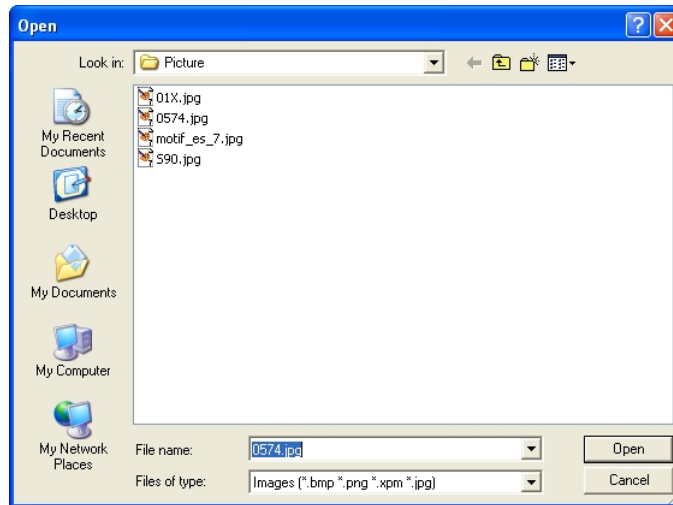 Open
Look in: Picture
My Recent
Documents
Desktop
My Documents
My Computer
My Network
Places
01X.jpg
0574.jpg
motif_es_7.jpg
S90.jpg
File name: 0574.jpg
Open
Files of type: Images (*.bmp *.png *.xpm *.jpg)
Cancel